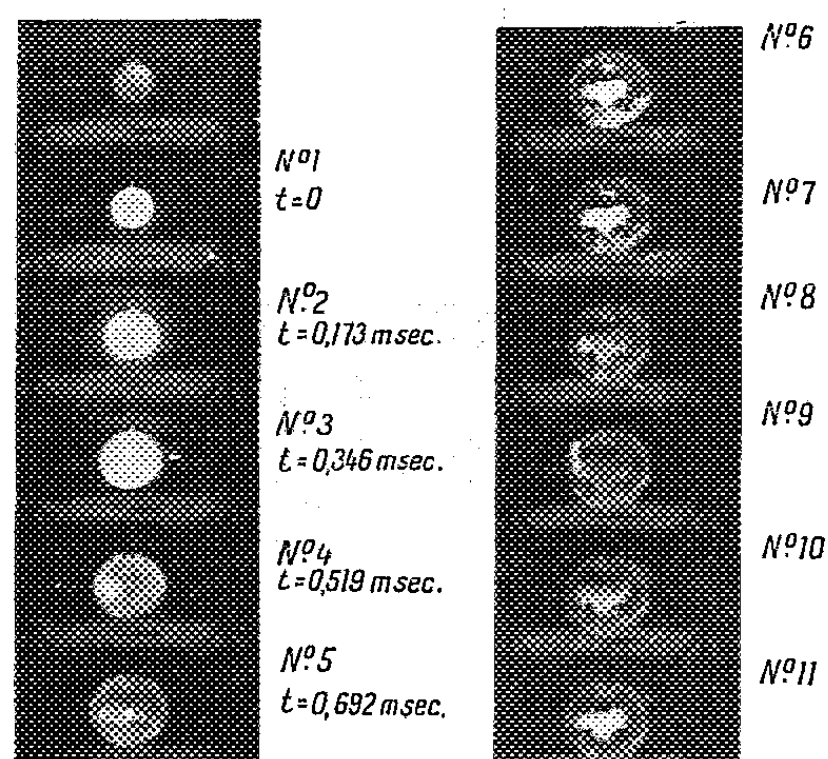 Nº1
t=0
Nº2
t=0,173 msec.
Nº3
t=0,346 msec.
Nº4
t=0,519 msec.
Nº5
t=0,692 msec.
Nº6
Nº7
Nº8
Nº9
Nº10
Nº11